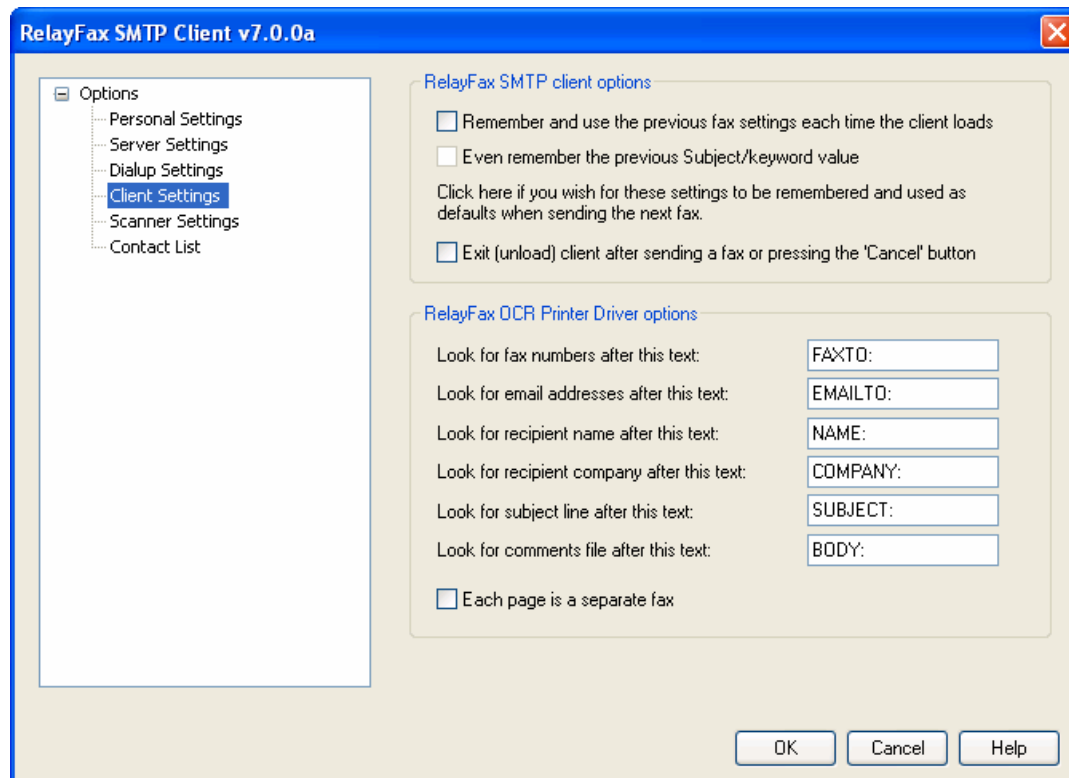 RelayFax SMTP Client v7.0.0a
Options
Personal Settings
Server Settings
Dialup Settings
Client Settings
Scanner Settings
Contact List
RelayFax SMTP client options
Remember and use the previous fax settings each time the client loads
Even remember the previous Subject/keyword value
Click here if you wish for these settings to be remembered and used as
defaults when sending the next fax.
Exit (unload) client after sending a fax or pressing the 'Cancel' button
RelayFax OCR Printer Driver options
Look for fax numbers after this text: FAXTO:
Look for email addresses after this text: EMAILTO:
Look for recipient name after this text: NAME:
Look for recipient company after this text: COMPANY:
Look for subject line after this text: SUBJECT:
Look for comments file after this text: BODY:
Each page is a separate fax
OK Cancel Help